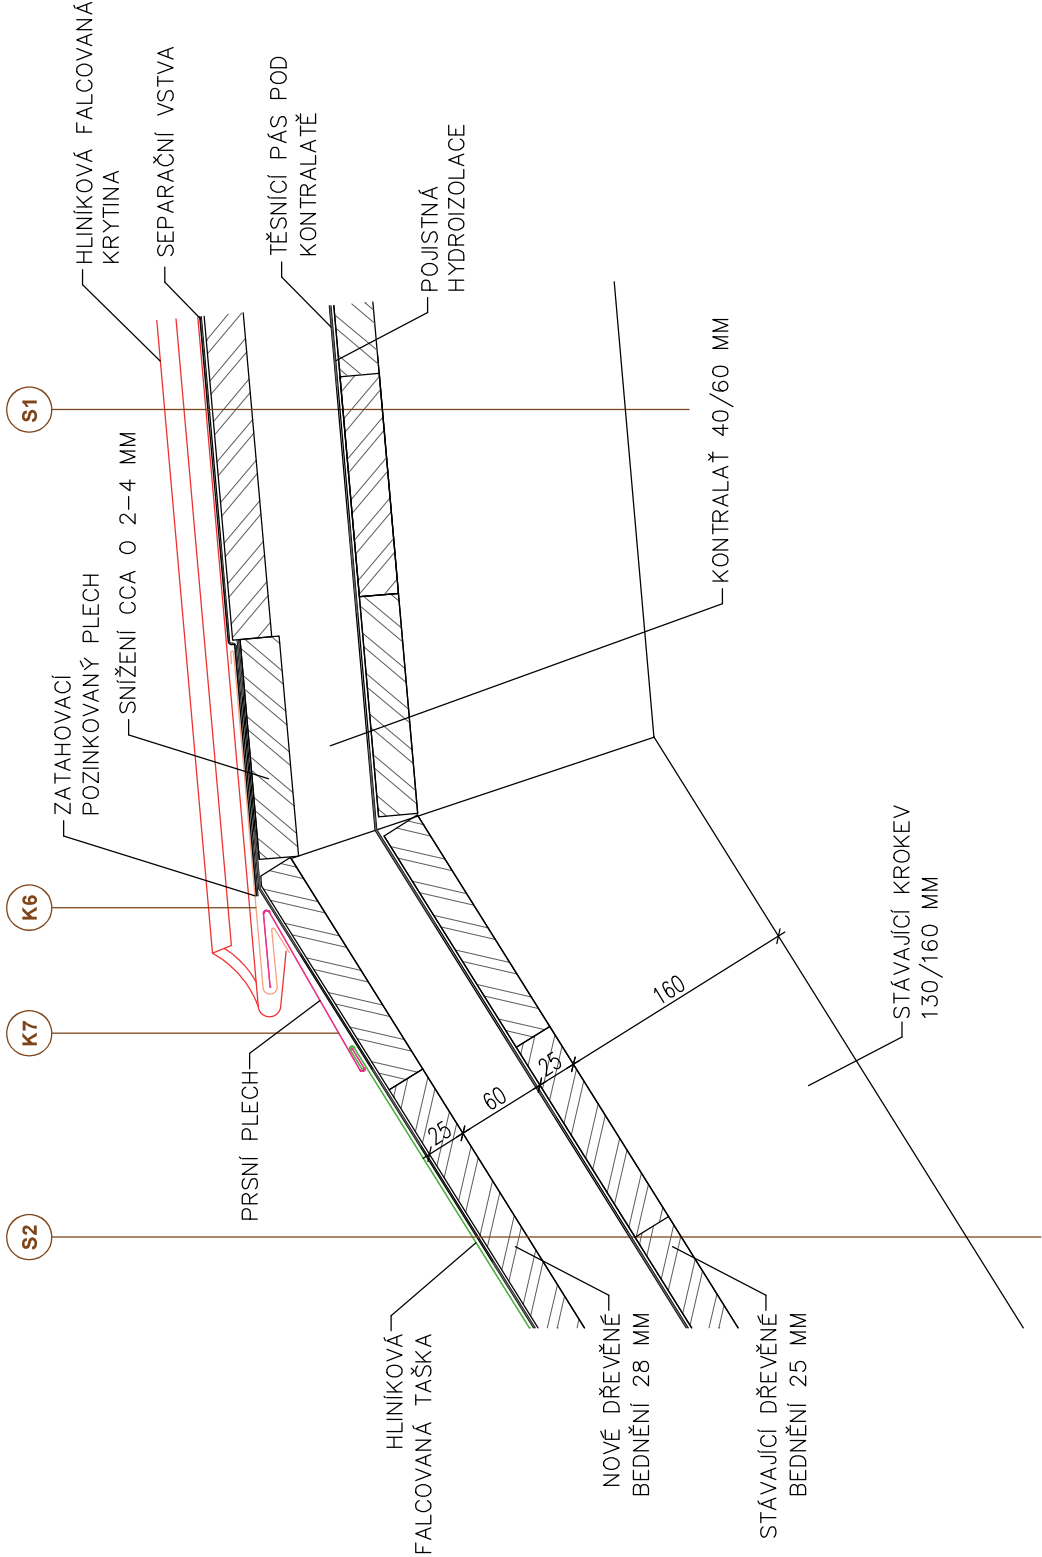 HLINÍKOVÁ FALCOVANÁ
KRYTINA
SEPARAČNÍ VSTVA
TĚSNÍCÍ PÁS POD
KONTRALATĚ
POJISTNÁ
HYDROIZOLACE
S1
ZATAHOVACÍ
POZINKOVANÝ PLECH
SNÍŽENÍ CCA O 2-4 MM
KONTRALAŤ 40/60 MM
K6
K7
PRSNÍ PLECH
STÁVAJÍCÍ KROKEV
130/160 MM
25
60
25
160
S2
HLINÍKOVÁ
FALCOVANÁ TAŠKA
NOVÉ DŘEVĚNÉ
BEDNĚNÍ 28 MM
STÁVAJÍCÍ DŘEVĚNÉ
BEDNĚNÍ 25 MM